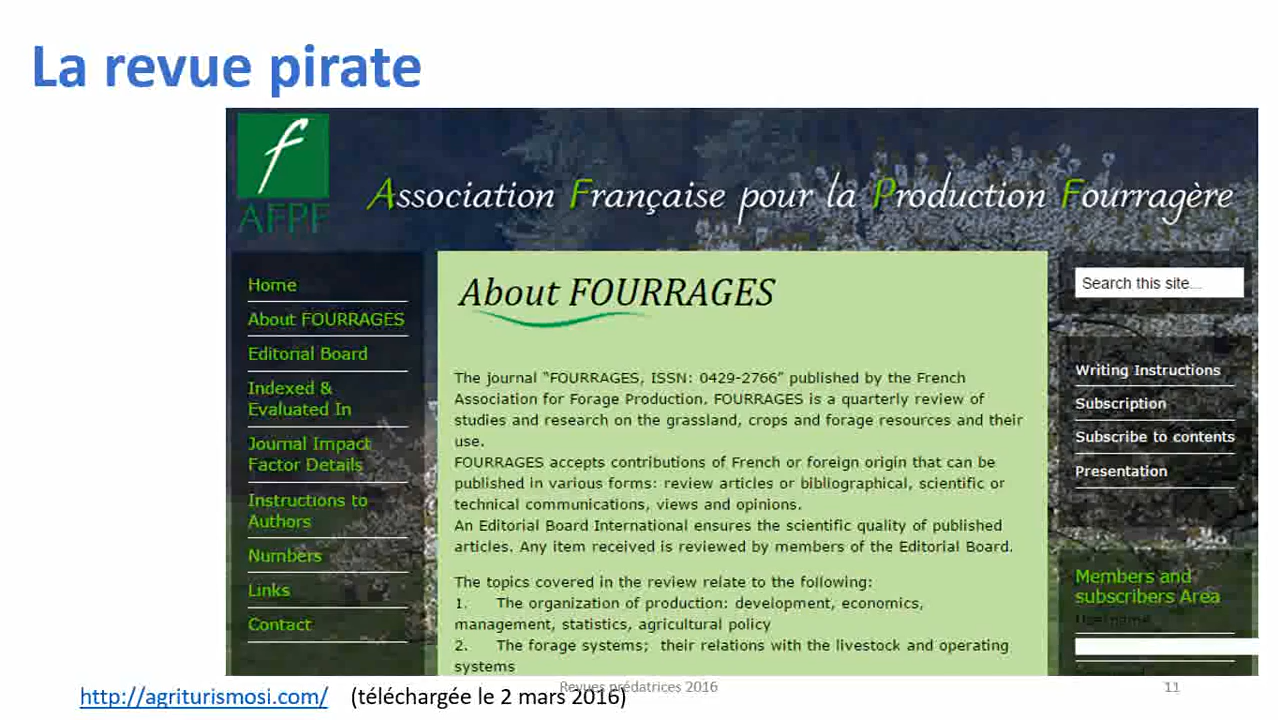 La revue pirate
f
AFPF
Association Française pour la Production Fourragère
Home
About FOURRAGES
Editorial Board
Indexed &
Evaluated In
Journal Impact
Factor Details
Instructions to
Authors
Numbers
Links
Contact
About FOURRAGES
The journal “FOURRAGES, ISSN: 0429-2766” published by the French
Association for Forage Production. FOURRAGES is a quarterly review of
studies and research on the grassland, crops and forage resources and their
use.
FOURRAGES accepts contributions of French or foreign origin that can be
published in various forms: review articles or bibliographical, scientific or
technical communications, views and opinions.
An Editorial Board International ensures the scientific quality of published
articles. Any item received is reviewed by members of the Editorial Board.
The topics covered in the review relate to the following:
1. The organization of production: development, economics,
management, statistics, agricultural policy
2. The forage systems; their relations with the livestock and operating
systems
Search this site...
Writing Instructions
Subscription
Subscribe to contents
Presentation
Members and
subscribers Area
Username
http://agriturismosi.com/ (téléchargée le 2 mars 2016)
Revues prédatrices 2016
11